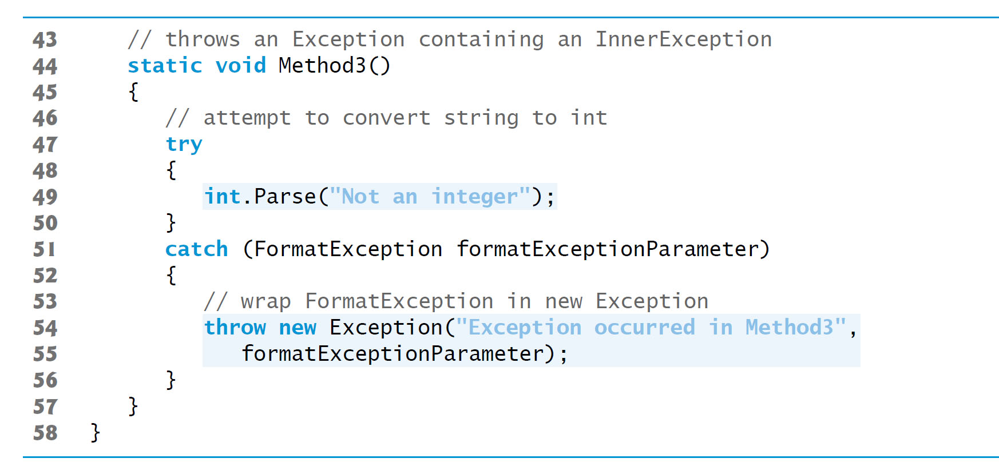 43 // throws an Exception containing an InnerException
44 static void Method3()
45 {
46 // attempt to convert string to int
47 try
48 {
49 int.Parse("Not an integer");
50 }
51 catch (FormatException formatExceptionParameter)
52 {
53 // wrap FormatException in new Exception
54 throw new Exception("Exception occurred in Method3",
55 formatExceptionParameter);
56 }
57 }
58 }